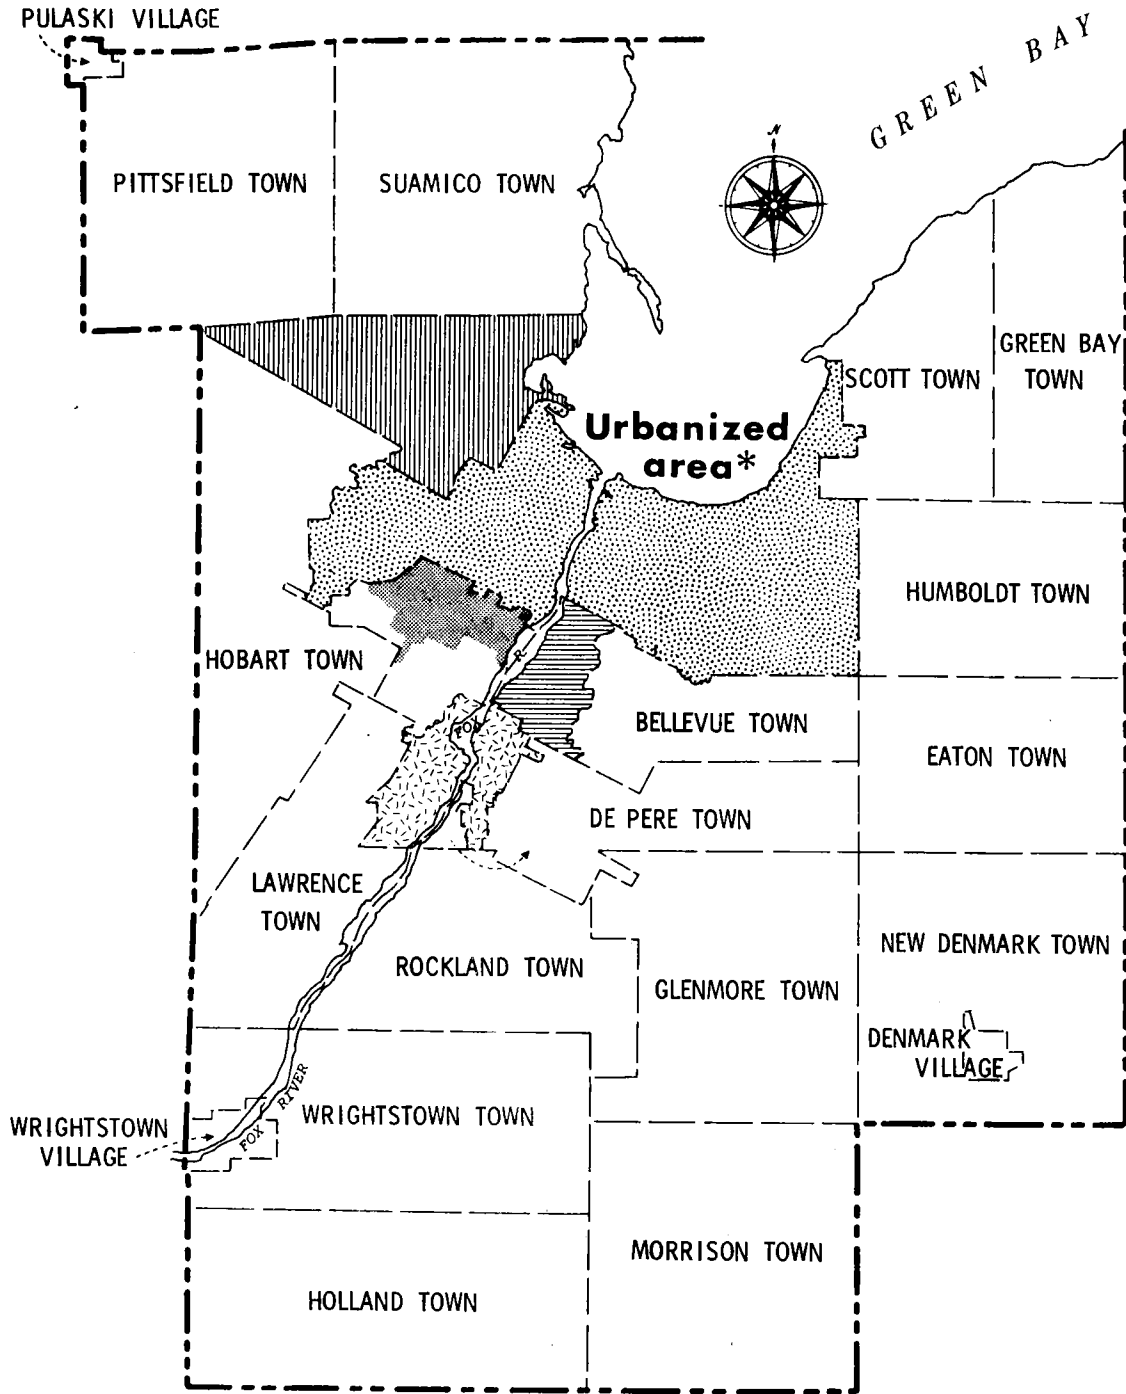 PULASKI VILLAGE
GREEN BAY
N
PITTSFIELD TOWN
SUAMICO TOWN
GREEN BAY
TOWN
SCOTT TOWN
Urbanized
area*
HUMBOLDT TOWN
HOBART TOWN
R.
FOX
BELLEVUE TOWN
EATON TOWN
DE PERE TOWN
LAWRENCE
TOWN
NEW DENMARK TOWN
ROCKLAND TOWN
GLENMORE TOWN
DENMARK
VILLAGE
WRIGHTSTOWN
VILLAGE
FOX RIVER
WRIGHTSTOWN TOWN
MORRISON TOWN
HOLLAND TOWN